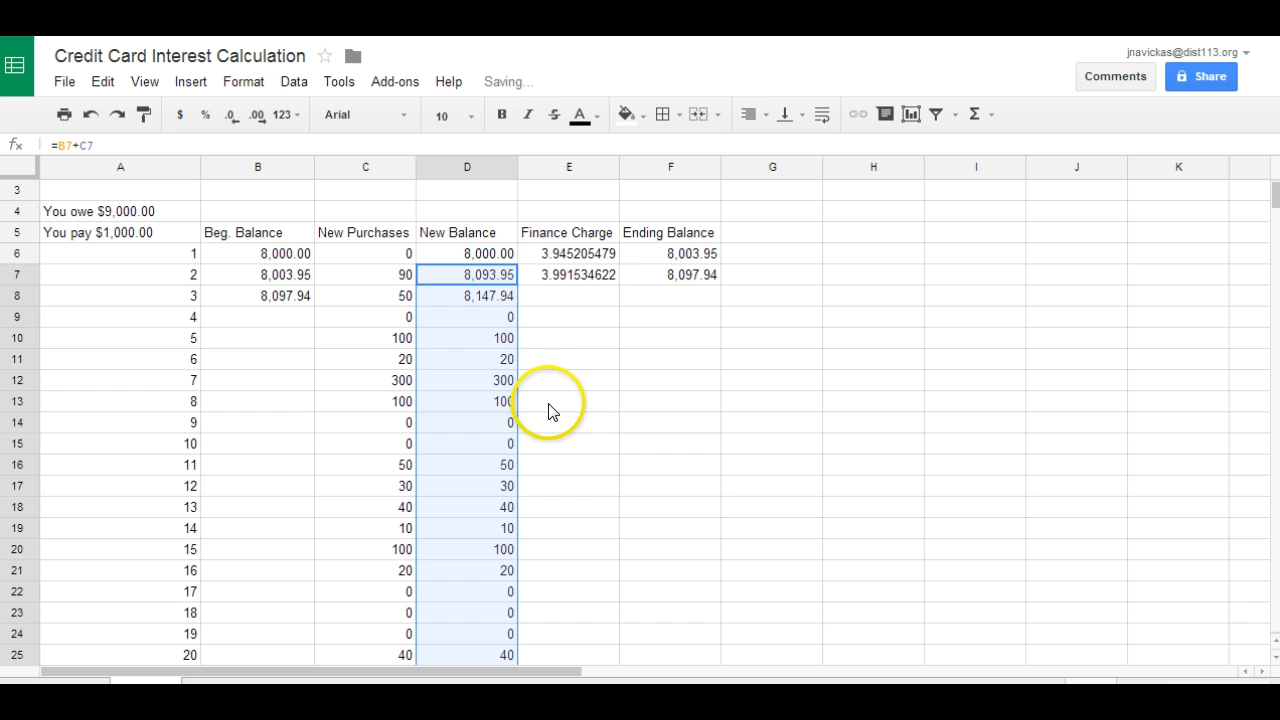 Credit Card Interest Calculation
jnavickas@dist113.org
File Edit View Insert Format Data Tools Add-ons Help Saving...
Comments Share
$ % .0 .00 123 Arial 10 B I S A Σ
fx =B7+C7
A B C D E F G H I J K
3
4 You owe $9,000.00
5 You pay $1,000.00 Beg. Balance New Purchases New Balance Finance Charge Ending Balance
6 1 8,000.00 0 8,000.00 3.945205479 8,003.95
7 2 8,003.95 90 8,093.95 3.991534622 8,097.94
8 3 8,097.94 50 8,147.94
9 4 0 0
10 5 100 100
11 6 20 20
12 7 300 300
13 8 100 100
14 9 0 0
15 10 0 0
16 11 50 50
17 12 30 30
18 13 40 40
19 14 10 10
20 15 100 100
21 16 20 20
22 17 0 0
23 18 0 0
24 19 0 0
25 20 40 40